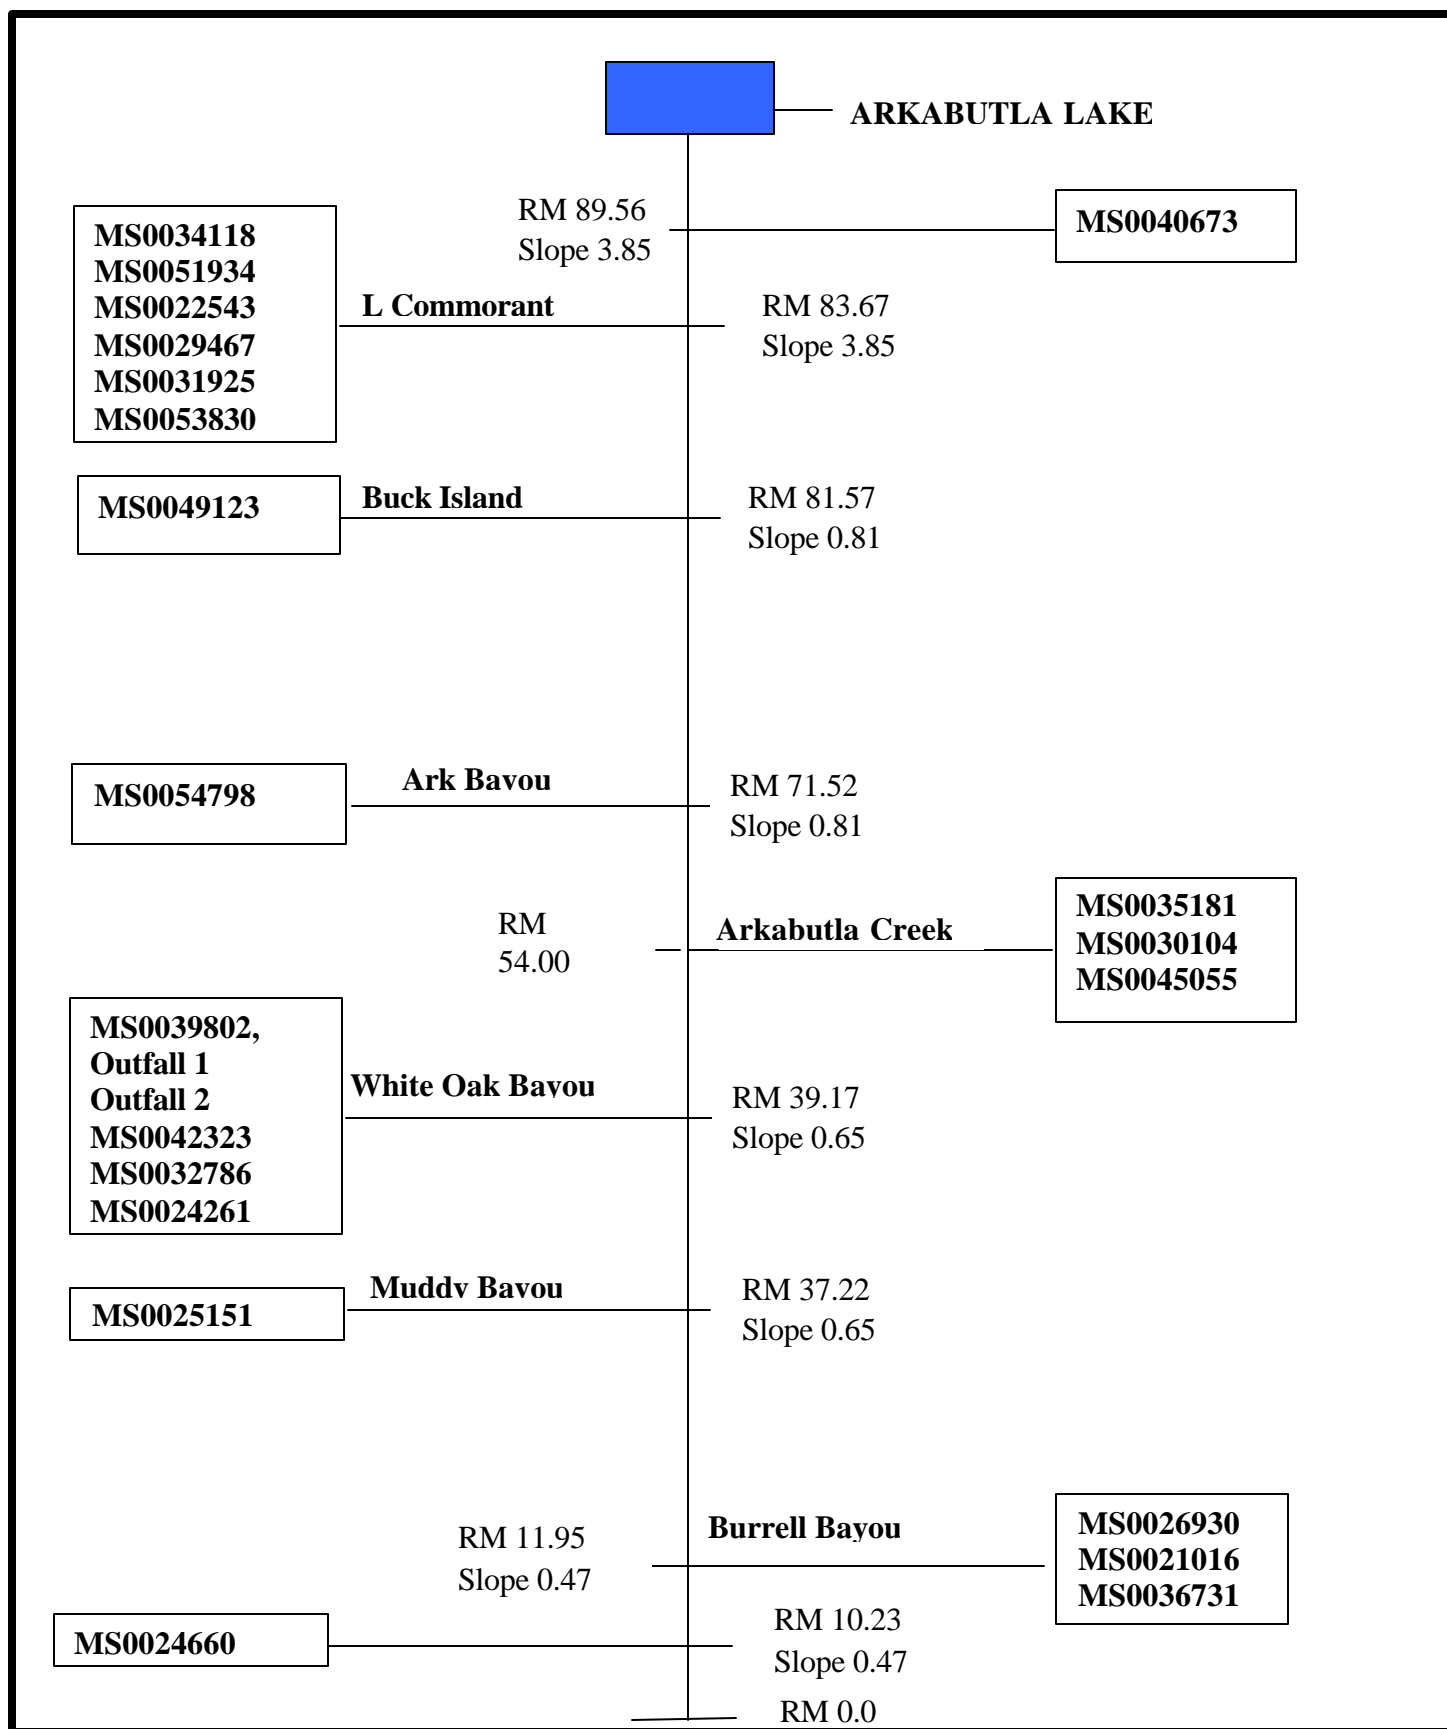 ARKABUTLA LAKE
RM 89.56
Slope 3.85
MS0040673
MS0034118
MS0051934
MS0022543
MS0029467
MS0031925
MS0053830
L Commorant
RM 83.67
Slope 3.85
MS0049123
Buck Island
RM 81.57
Slope 0.81
MS0054798
Ark Bayou
RM 71.52
Slope 0.81
RM
54.00
Arkabutla Creek
MS0035181
MS0030104
MS0045055
MS0039802,
Outfall 1
Outfall 2
MS0042323
MS0032786
MS0024261
White Oak Bayou
RM 39.17
Slope 0.65
MS0025151
Muddy Bayou
RM 37.22
Slope 0.65
RM 11.95
Slope 0.47
Burrell Bayou
MS0026930
MS0021016
MS0036731
MS0024660
RM 10.23
Slope 0.47
RM 0.0